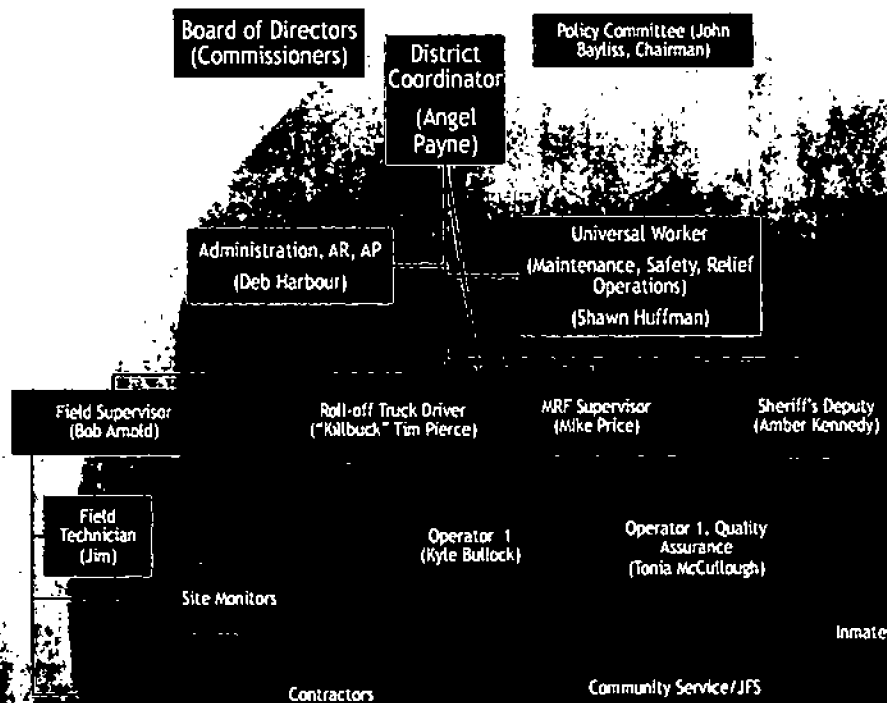 Board of Directors
(Commissioners)
District
Coordinator
(Angel
Payne)
Policy Committee (John
Bayliss, Chairman)
Administration, AR, AP
(Deb Harbour)
Universal Worker
(Maintenance, Safety, Relief
Operations)
(Shawn Huffman)
Field Supervisor
(Bob Arnold)
Roll-off Truck Driver
("Killbuck" Tim Pierce)
MRF Supervisor
(Mike Price)
Sheriff's Deputy
(Amber Kennedy)
Field
Technician
(Jim)
Operator 1
(Kyle Bullock)
Operator 1, Quality
Assurance
(Tonia McCullough)
Site Monitors
Inmate
Contractors
Community Service/JFS